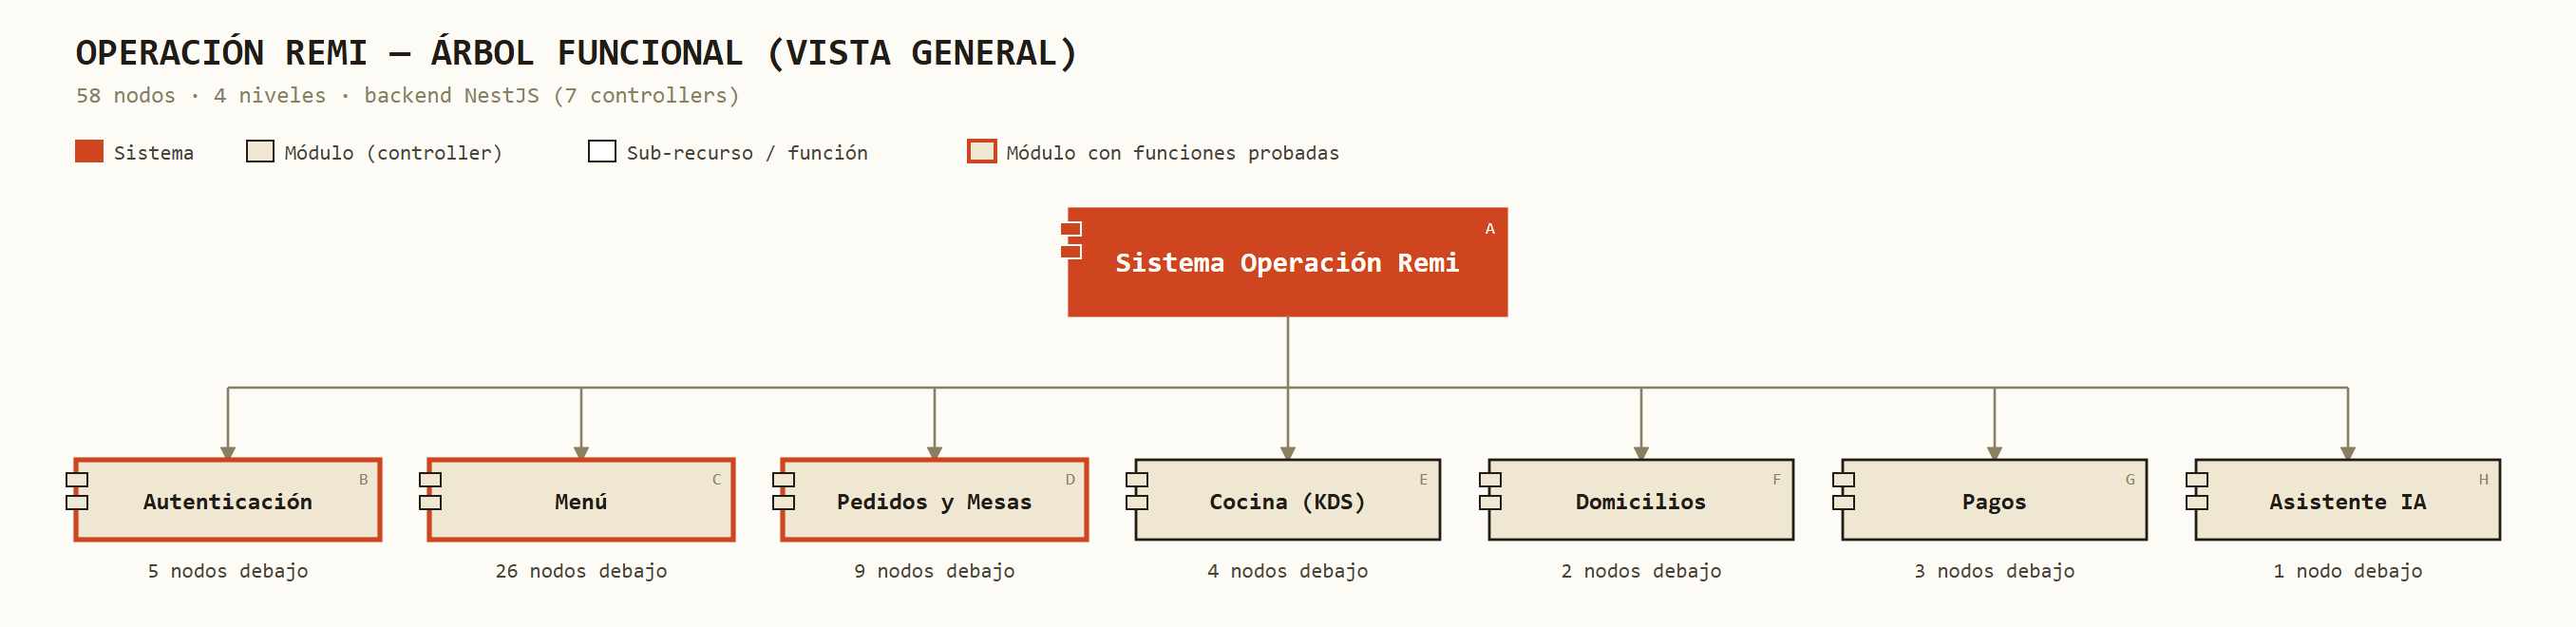 OPERACIÓN REMI — ÁRBOL FUNCIONAL (VISTA GENERAL)
58 nodos · 4 niveles · backend NestJS (7 controllers)
Sistema
Módulo (controller)
Sub-recurso / función
Módulo con funciones probadas
A
Sistema Operación Remi
B
Autenticación
5 nodos debajo
C
Menú
26 nodos debajo
D
Pedidos y Mesas
9 nodos debajo
E
Cocina (KDS)
4 nodos debajo
F
Domicilios
2 nodos debajo
G
Pagos
3 nodos debajo
H
Asistente IA
1 nodo debajo